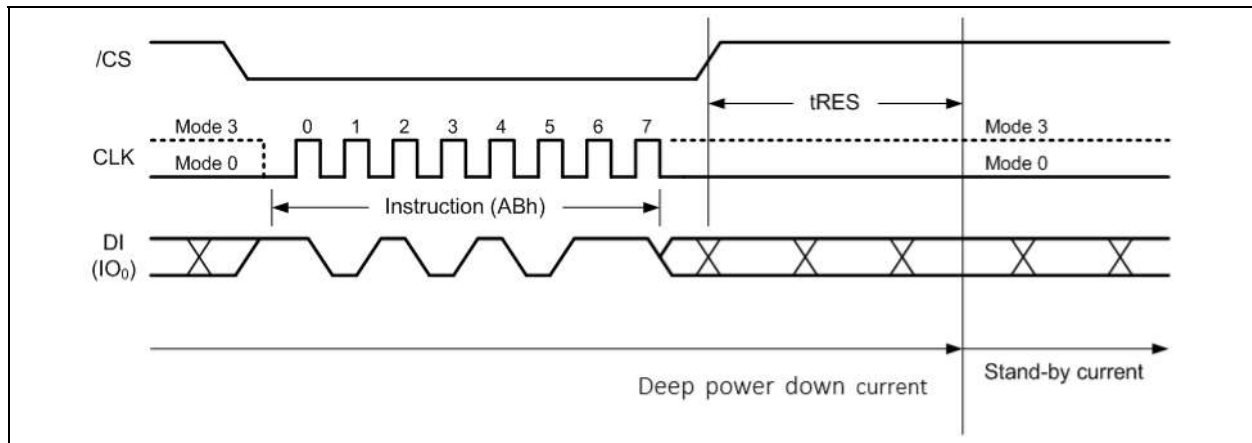 /CS
tRES
Mode 3 0 1 2 3 4 5 6 7 Mode 3
CLK
Mode 0 Mode 0
Instruction (ABh)
DI
(IO₀)
Deep power down current
Stand-by current